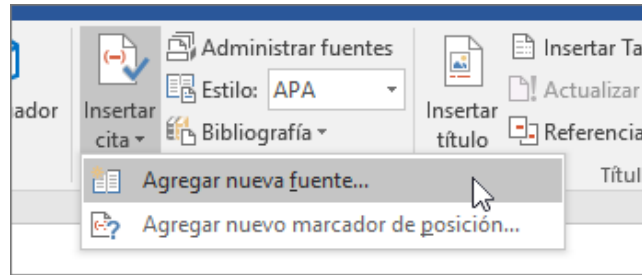 ador
Insertar
cita
Administrar fuentes
Estilo: APA
Bibliografía
Insertar
título
Insertar Ta
Actualizar
Referencia
Títul
Agregar nueva fuente...
Agregar nuevo marcador de posición...